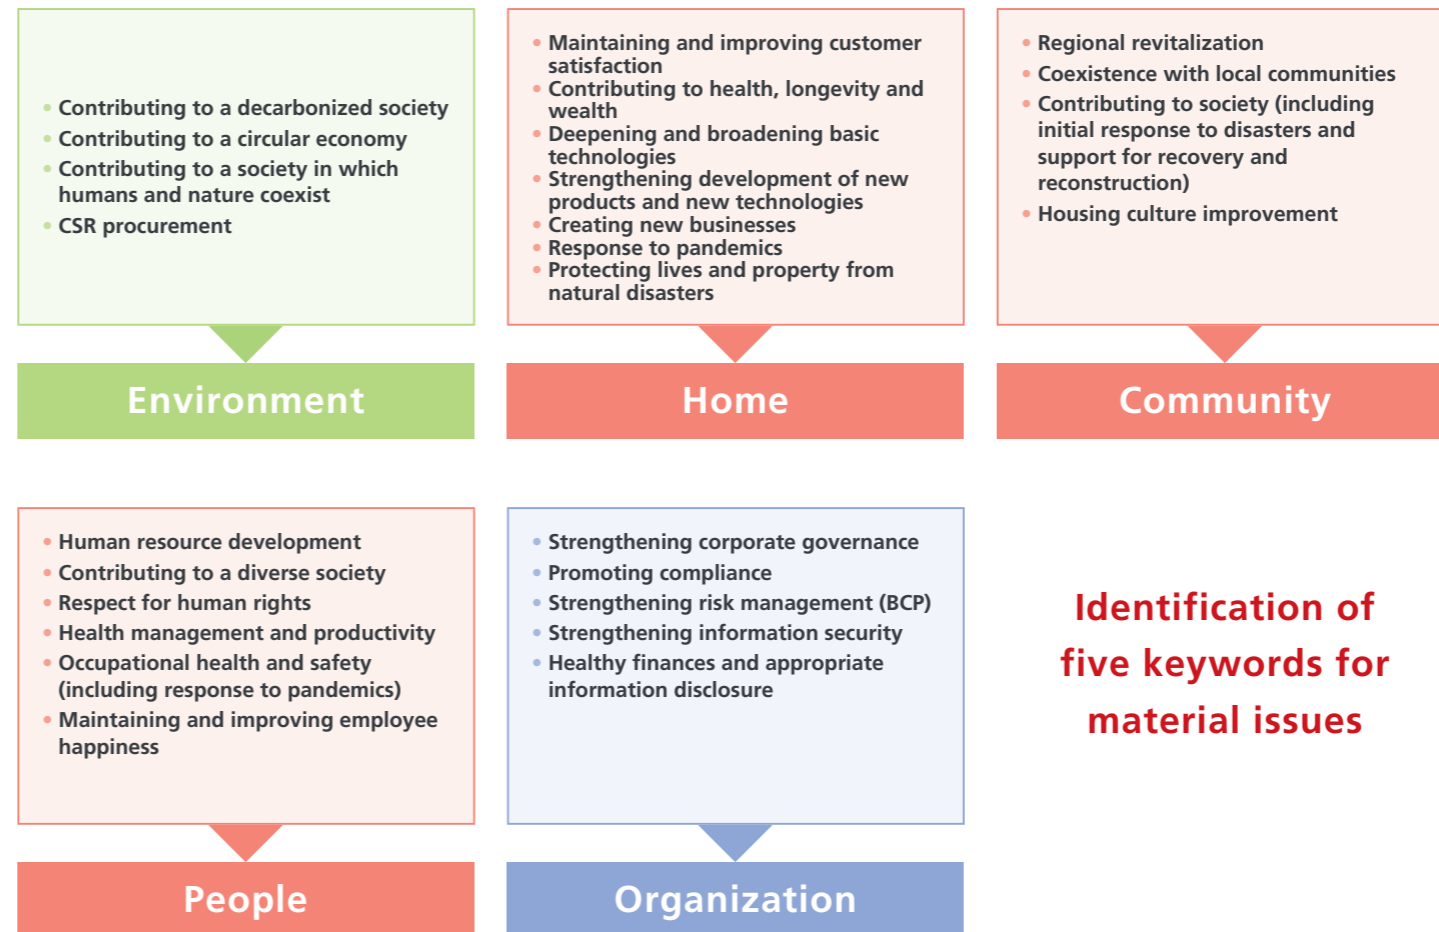 • Contributing to a decarbonized society
• Contributing to a circular economy
• Contributing to a society in which
humans and nature coexist
• CSR procurement
Environment
• Maintaining and improving customer
satisfaction
• Contributing to health, longevity and
wealth
• Deepening and broadening basic
technologies
• Strengthening development of new
products and new technologies
• Creating new businesses
• Response to pandemics
• Protecting lives and property from
natural disasters
Home
• Regional revitalization
• Coexistence with local communities
• Contributing to society (including
initial response to disasters and
support for recovery and
reconstruction)
• Housing culture improvement
Community
• Human resource development
• Contributing to a diverse society
• Respect for human rights
• Health management and productivity
• Occupational health and safety
(including response to pandemics)
• Maintaining and improving employee
happiness
People
• Strengthening corporate governance
• Promoting compliance
• Strengthening risk management (BCP)
• Strengthening information security
• Healthy finances and appropriate
information disclosure
Organization
Identification of
five keywords for
material issues